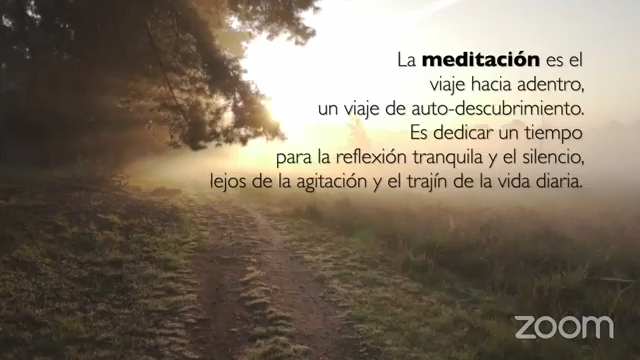 La meditación es el
viaje hacia adentro,
un viaje de auto-descubrimiento.
Es dedicar un tiempo
para la reflexión tranquila y el silencio,
lejos de la agitación y el trajín de la vida diaria.
zoom